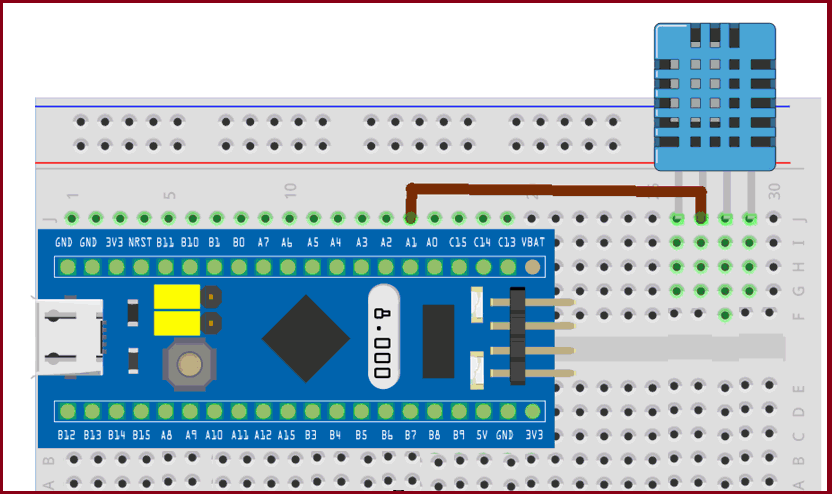 1 5 10 30
J J
GND GND 3V3 NRST B11 B10 B1 B0 A7 A6 A5 A4 A3 A2 A1 A0 C15 C14 C13 VBAT
I
H
G
F
B12 B13 B14 B15 A8 A9 A10 A11 A12 A15 B3 B4 B5 B6 B7 B8 B9 5V GND 3V3
E
D
C
B B
A A